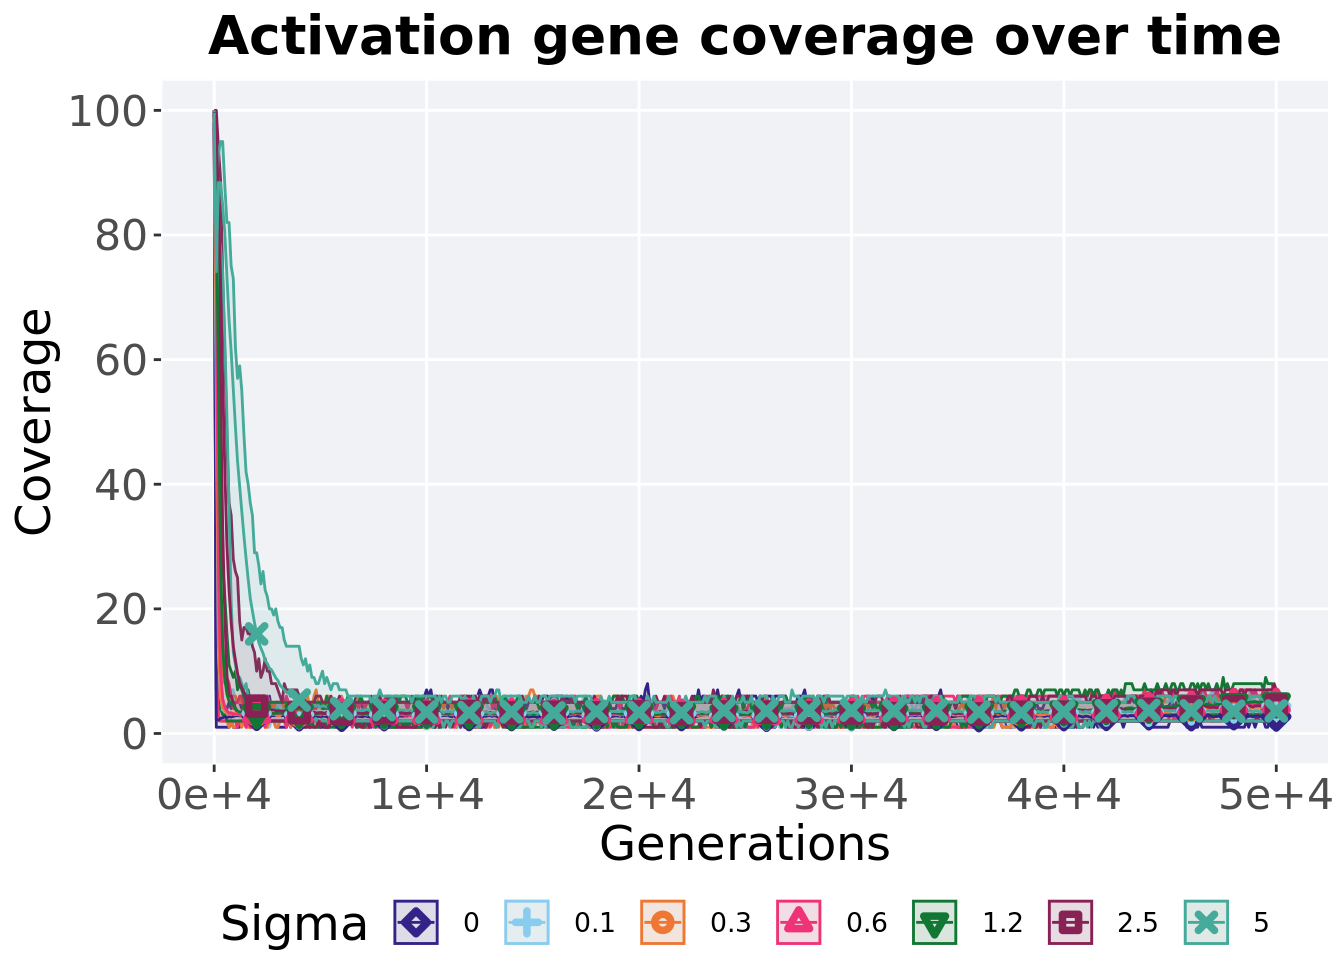 Activation gene coverage over time
Coverage
100
80
60
40
20
0
0e+4 1e+4 2e+4 3e+4 4e+4 5e+4
Generations
Sigma 0 0.1 0.3 0.6 1.2 2.5 5